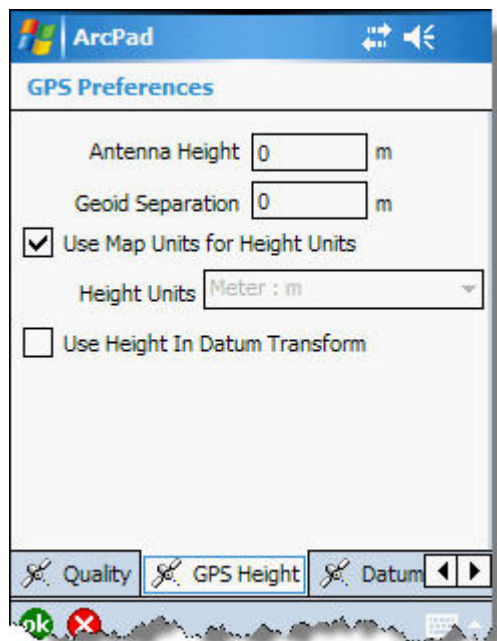 ArcPad
GPS Preferences
Antenna Height 0 m
Geoid Separation 0 m
Use Map Units for Height Units
Height Units Meter : m
Use Height In Datum Transform
Quality GPS Height Datum
ok